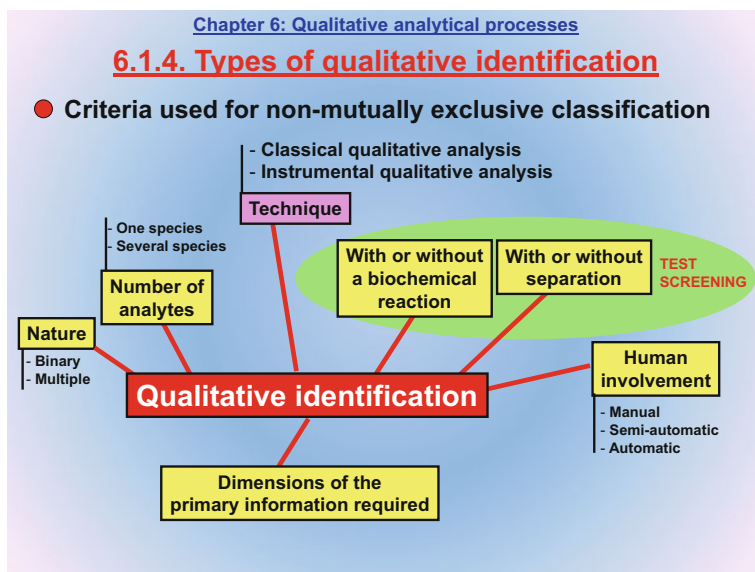 Chapter 6: Qualitative analytical processes
6.1.4. Types of qualitative identification
Criteria used for non-mutually exclusive classification
- Classical qualitative analysis
- Instrumental qualitative analysis
Technique
- One species
- Several species
Number of
analytes
With or without
a biochemical
reaction
With or without
separation
TEST
SCREENING
Nature
- Binary
- Multiple
Human
involvement
- Manual
- Semi-automatic
- Automatic
Qualitative identification
Dimensions of the
primary information required